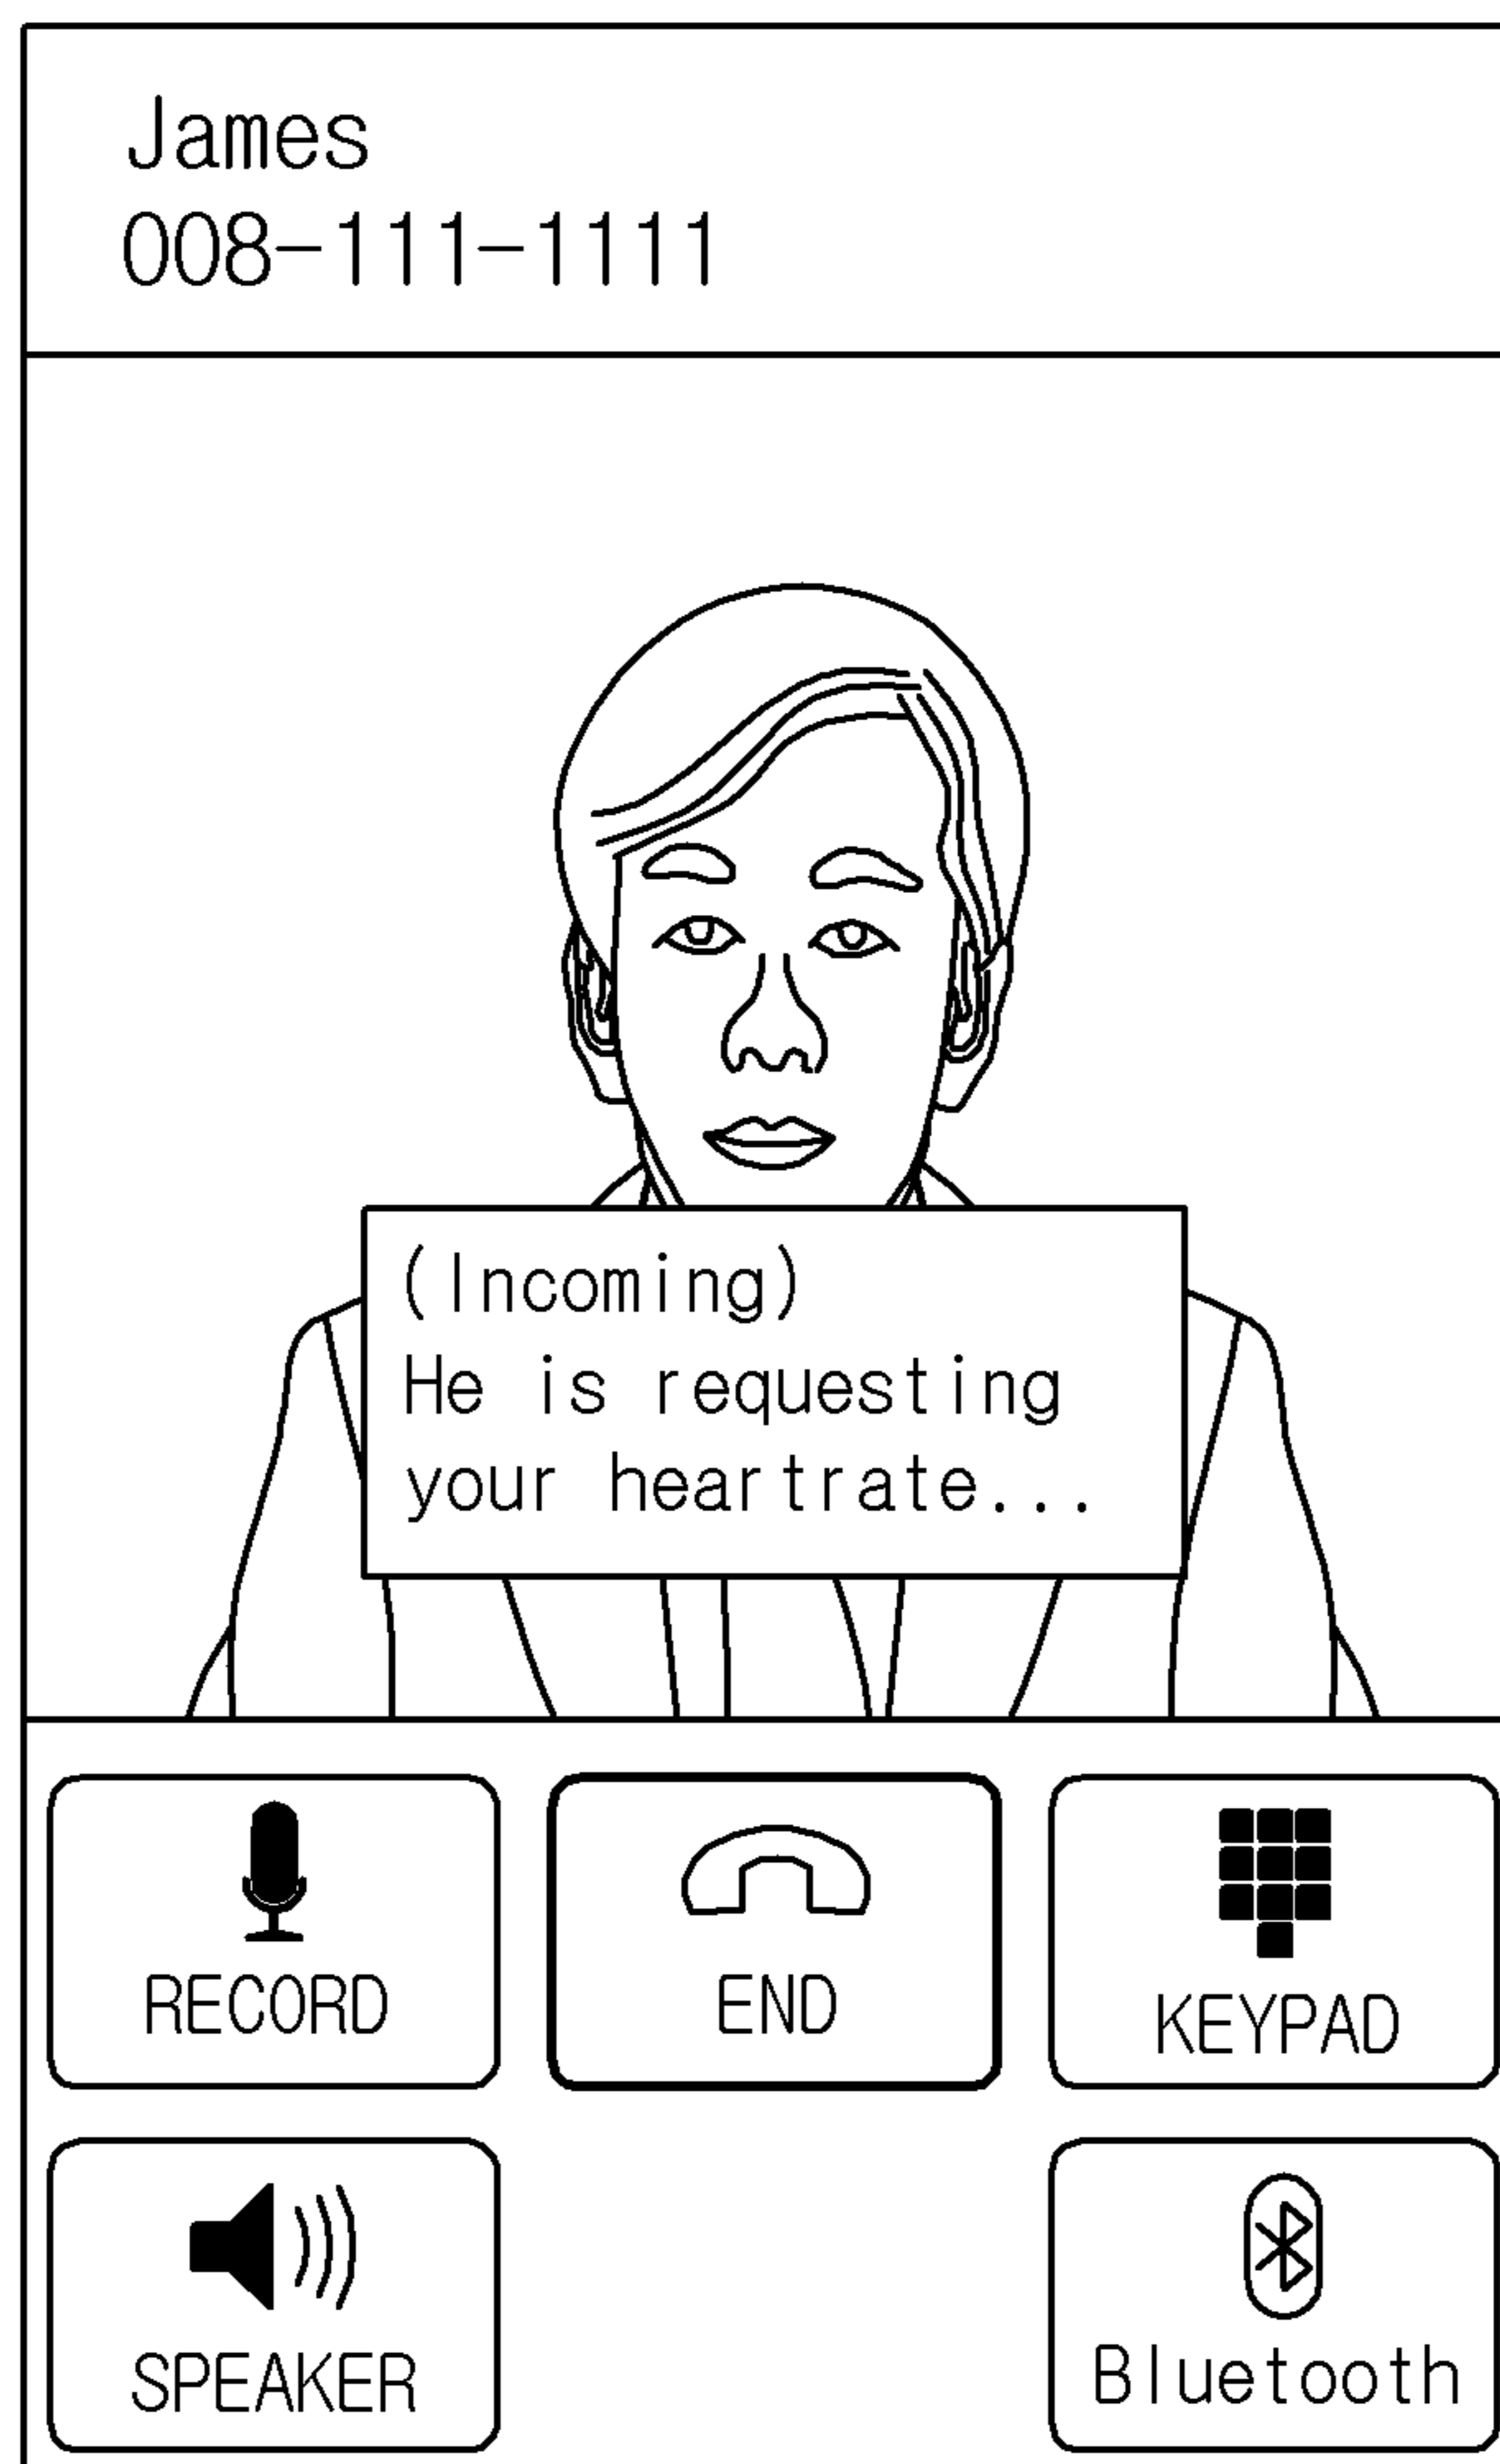 James
008-111-1111
(Incoming)
He is requesting
your heartrate...
RECORD
END
KEYPAD
SPEAKER
Bluetooth